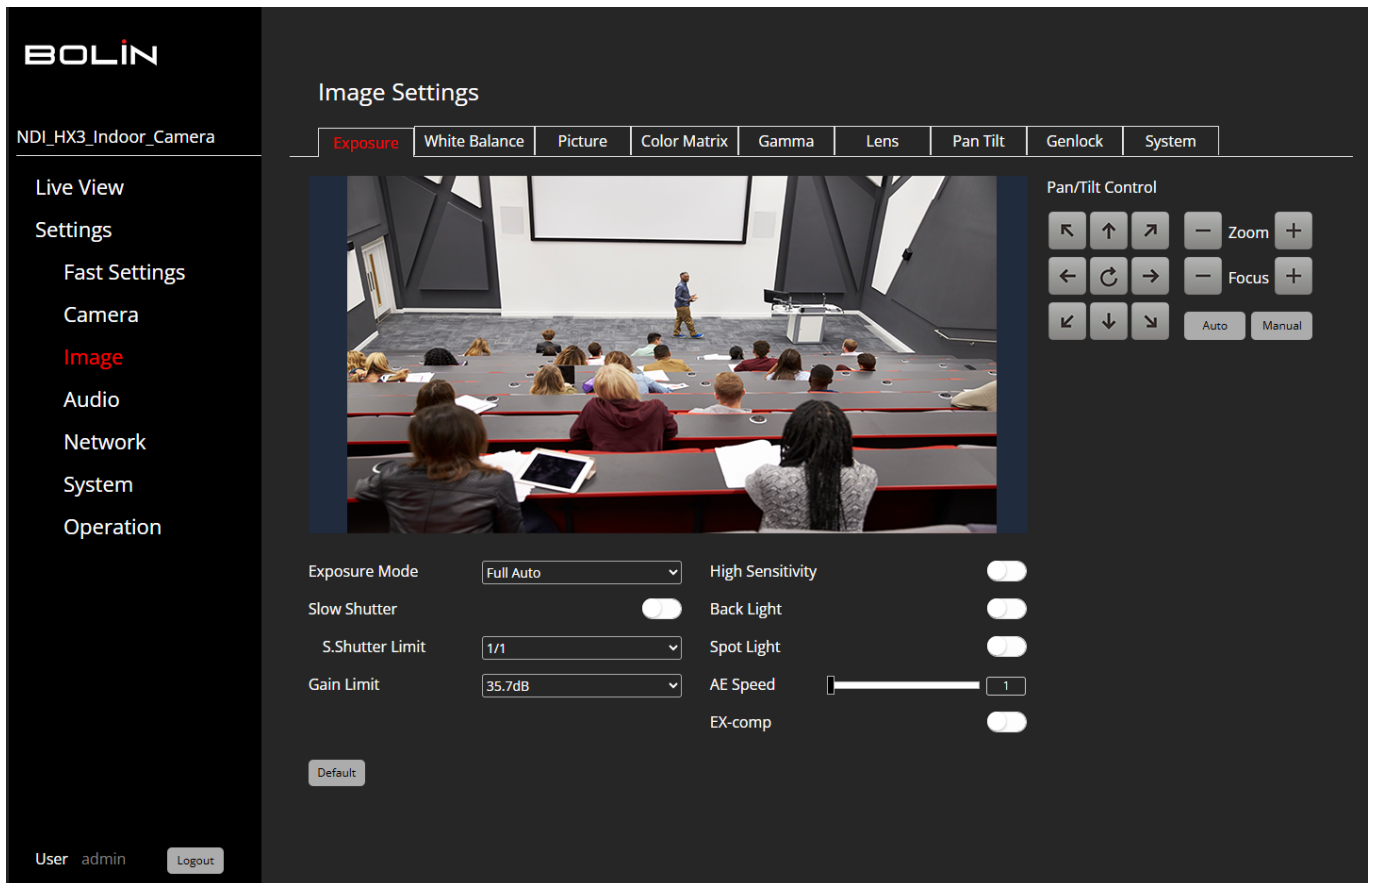 BOLIN
NDI_HX3_Indoor_Camera
Live View
Settings
Fast Settings
Camera
Image
Audio
Network
System
Operation
User admin Logout
Image Settings
Exposure White Balance Picture Color Matrix Gamma Lens Pan Tilt Genlock System
Pan/Tilt Control
Zoom
Focus
Auto Manual
Exposure Mode Full Auto
Slow Shutter
S.Shutter Limit 1/1
Gain Limit 35.7dB
High Sensitivity
Back Light
Spot Light
AE Speed 1
EX-comp
Default